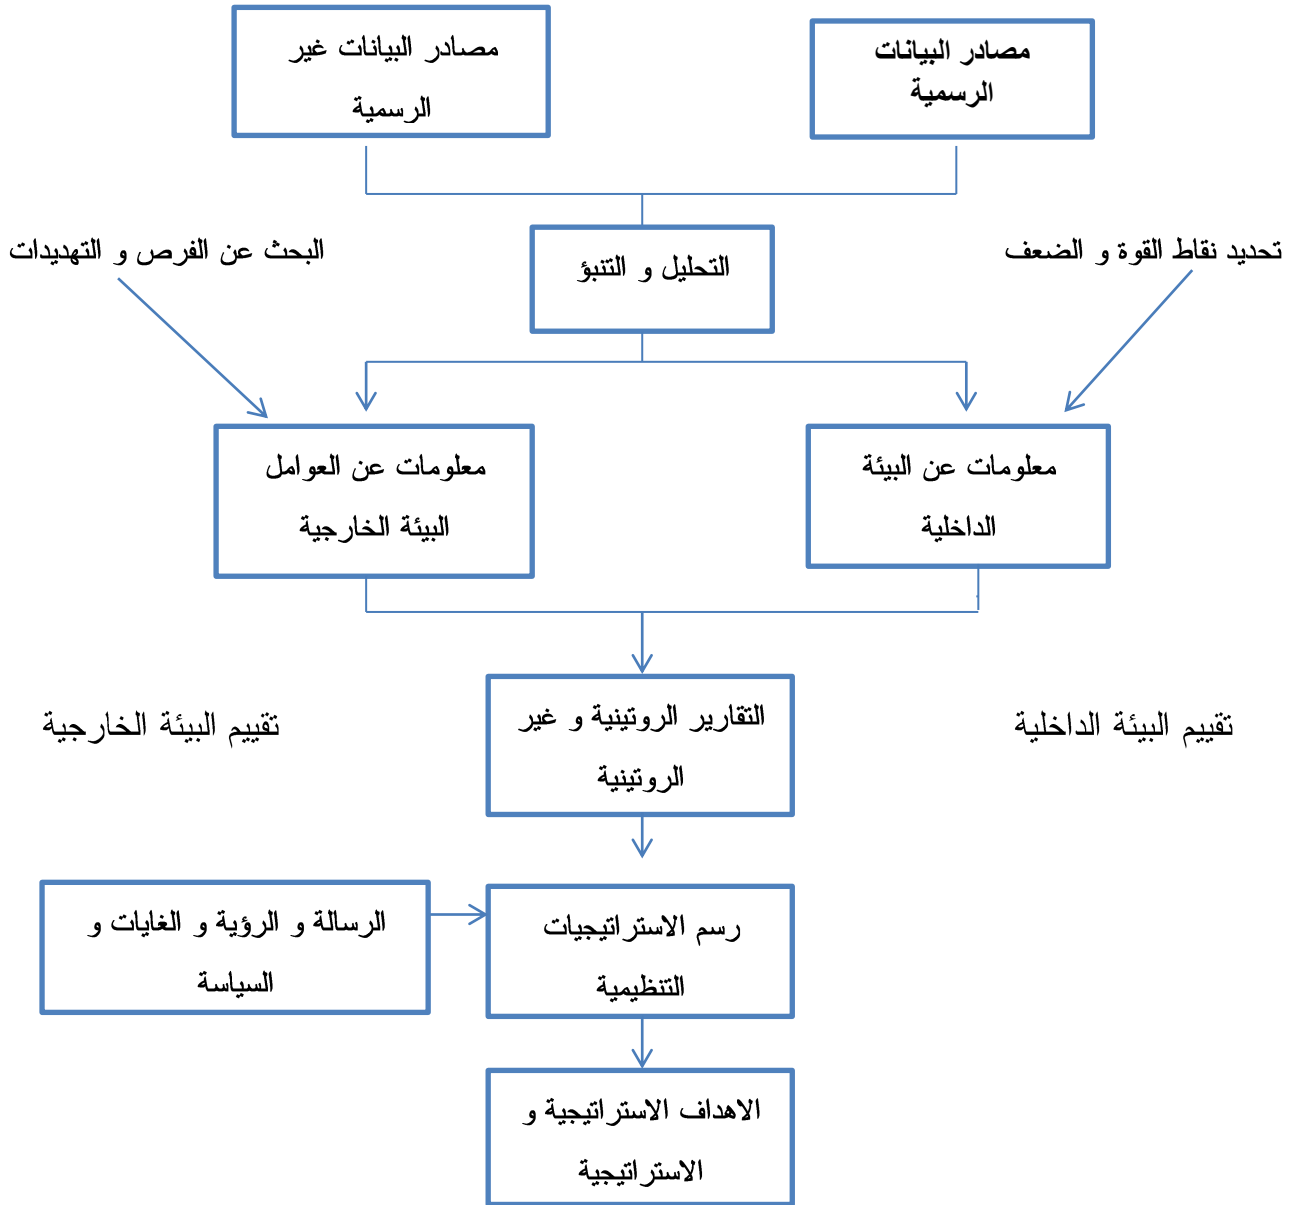 مصادر البيانات
الرسمية
مصادر البيانات غير
الرسمية
تحديد نقاط القوة و الضعف
التحليل و التنبؤ
البحث عن الفرص و التهديدات
معلومات عن البيئة
الداخلية
معلومات عن العوامل
البيئة الخارجية
تقييم البيئة الداخلية
التقارير الروتينية و غير
الروتينية
تقييم البيئة الخارجية
رسم الاستراتيجيات
التنظيمية
الرسالة و الرؤية و الغايات و
السياسة
الاهداف الاستراتيجية و
الاستراتيجية